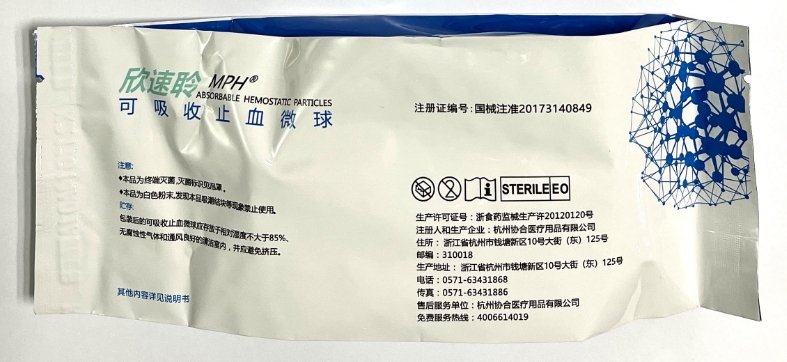 欣速聆 MPH®
ABSORBABLE HEMOSTATIC PARTICLES
可吸收止血微球
注意:
♦本品为终端灭菌,灭菌标识见吊灌。
♦本品为白色粉末,发现本品吸潮结块等现象禁止使用。
贮存:
包装后的可吸收止血微球应存放于相对湿度不大于85%、
无腐蚀性气体和通风良好的清洁室内，并应避免挤压。
其他内容详见说明书
注册证编号: 国械注准20173140849
STERILE EO
生产许可证号：浙食药监械生产许20120120号
注册人和生产企业：杭州协合医疗用品有限公司
住所： 浙江省杭州市钱塘新区10号大街（东）125号
邮编：310018
生产地址： 浙江省杭州市钱塘新区10号大街（东）125号
电话：0571-63431868
传真：0571-63431886
售后服务单位：杭州协合医疗用品有限公司
免费服务热线：4006614019